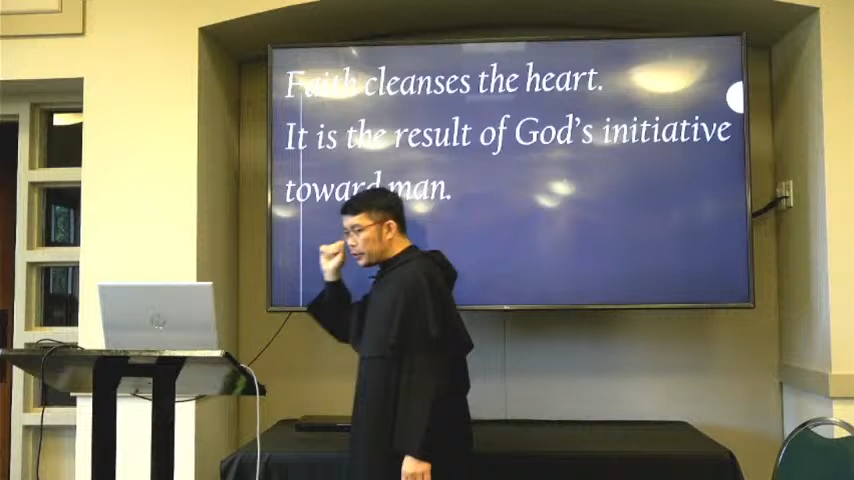 Faith cleanses the heart.
It is the result of God's initiative
toward man.